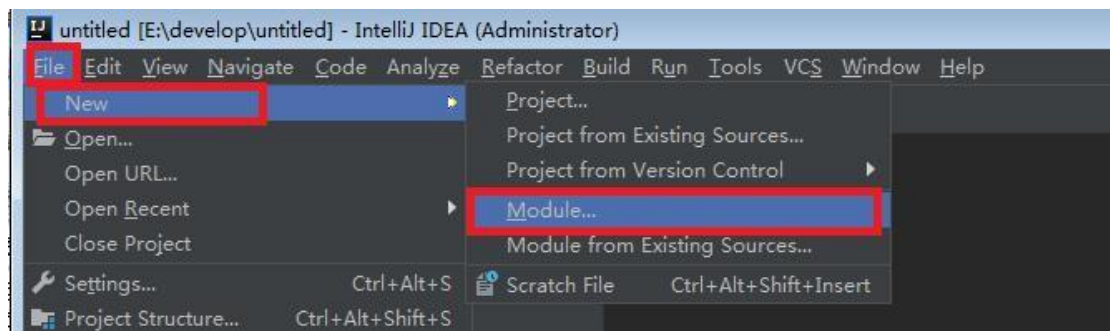 untitled [E:\develop\untitled] - IntelliJ IDEA (Administrator)
File Edit View Navigate Code Analyze Refactor Build Run Tools VCS Window Help
New
Open...
Open URL...
Open Recent
Close Project
Settings... Ctrl+Alt+S
Project Structure... Ctrl+Alt+Shift+S
Project...
Project from Existing Sources...
Project from Version Control
Module...
Module from Existing Sources...
Scratch File Ctrl+Alt+Shift+Insert